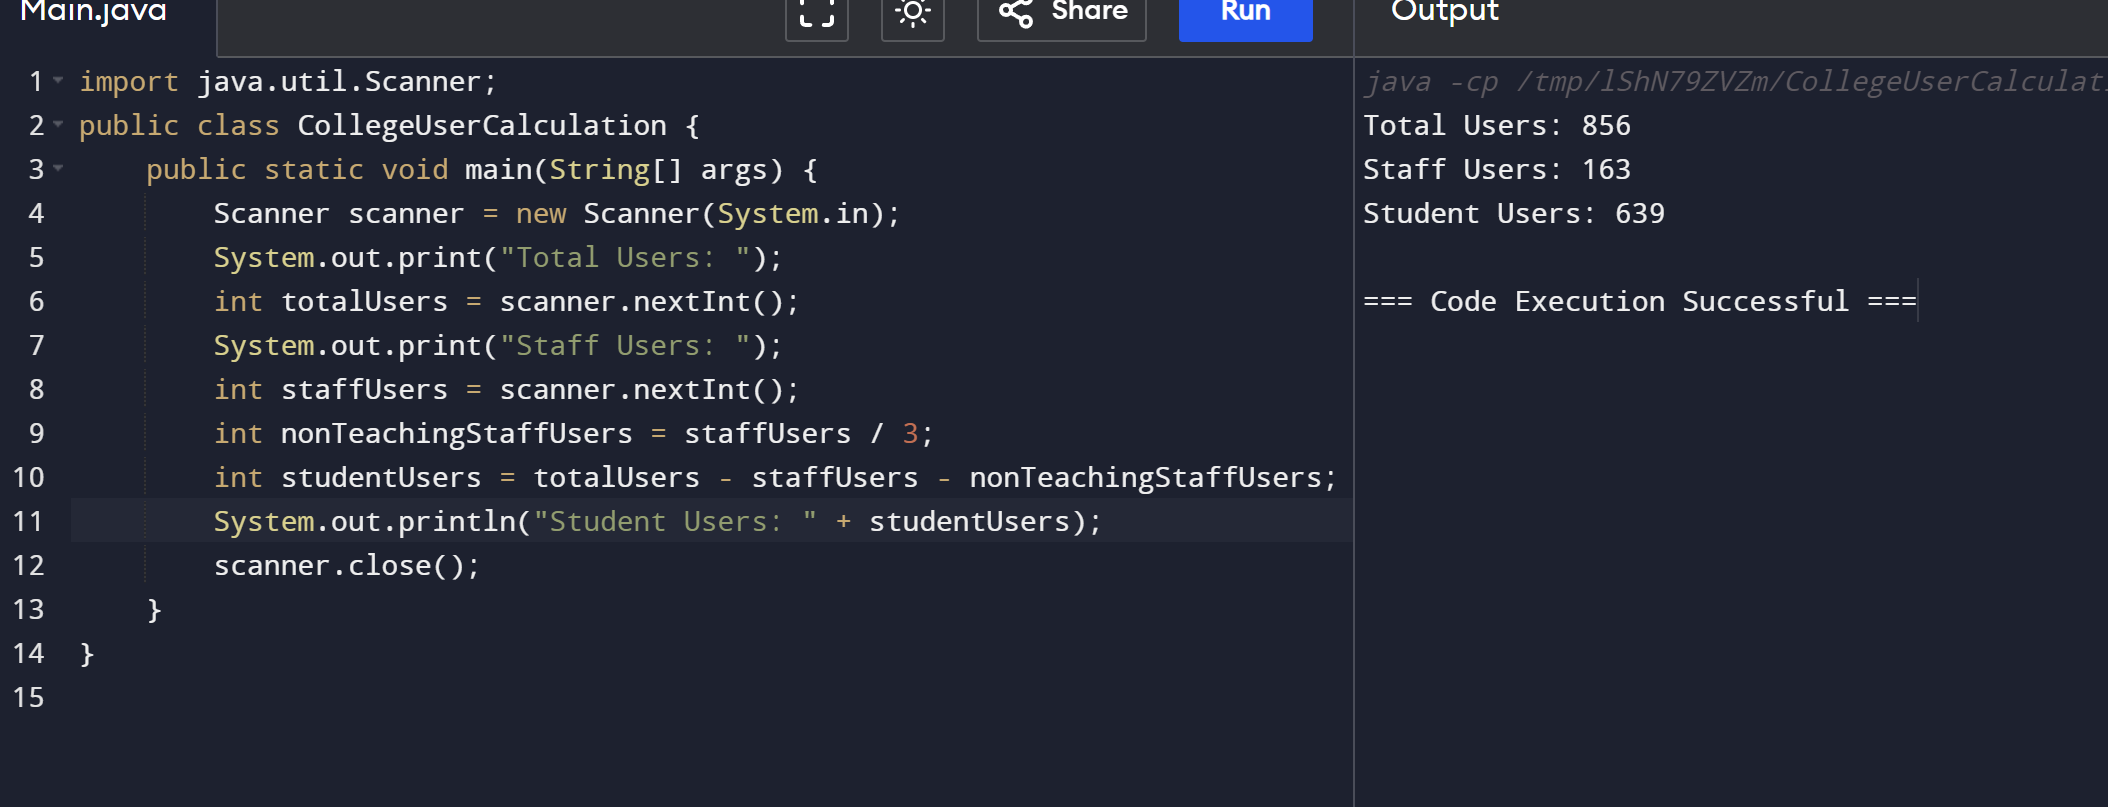 Main.java
Share
Run
Output
1 import java.util.Scanner;
2 public class CollegeUserCalculation {
3     public static void main(String[] args) {
4         Scanner scanner = new Scanner(System.in);
5         System.out.print("Total Users: ");
6         int totalUsers = scanner.nextInt();
7         System.out.print("Staff Users: ");
8         int staffUsers = scanner.nextInt();
9         int nonTeachingStaffUsers = staffUsers / 3;
10         int studentUsers = totalUsers - staffUsers - nonTeachingStaffUsers;
11         System.out.println("Student Users: " + studentUsers);
12         scanner.close();
13     }
14 }
15
java -cp /tmp/lShN79ZVZm/CollegeUserCalculat
Total Users: 856
Staff Users: 163
Student Users: 639
=== Code Execution Successful ===